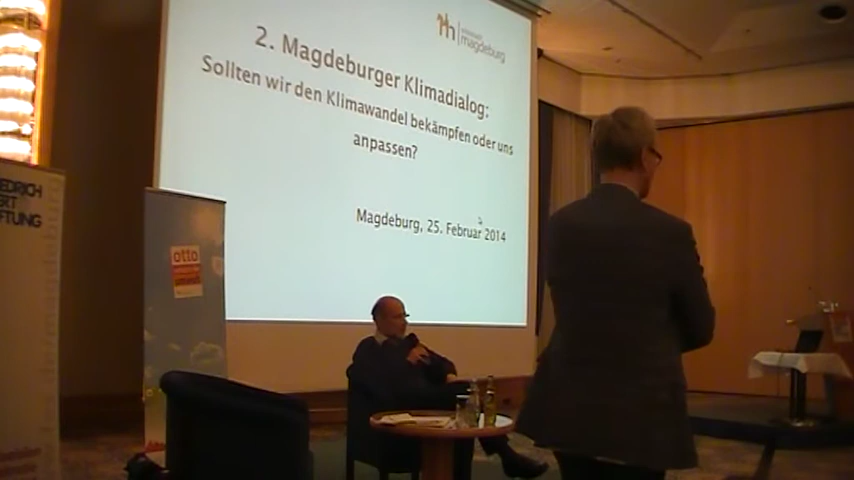 magdeburg
2. Magdeburger Klimadialog:
Sollten wir den Klimawandel bekämpfen oder uns
anpassen?
Magdeburg, 25. Februar 2014
EDRICH
ERT
FTUNG
otto